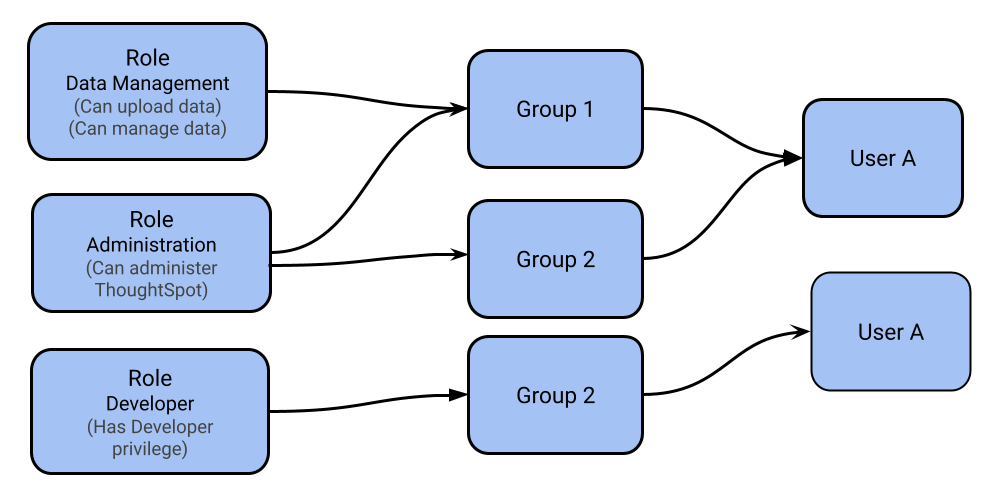 Role
Data Management
(Can upload data)
(Can manage data)
Role
Administration
(Can administer
ThoughtSpot)
Role
Developer
(Has Developer
privilege)
Group 1
Group 2
Group 2
User A
User A